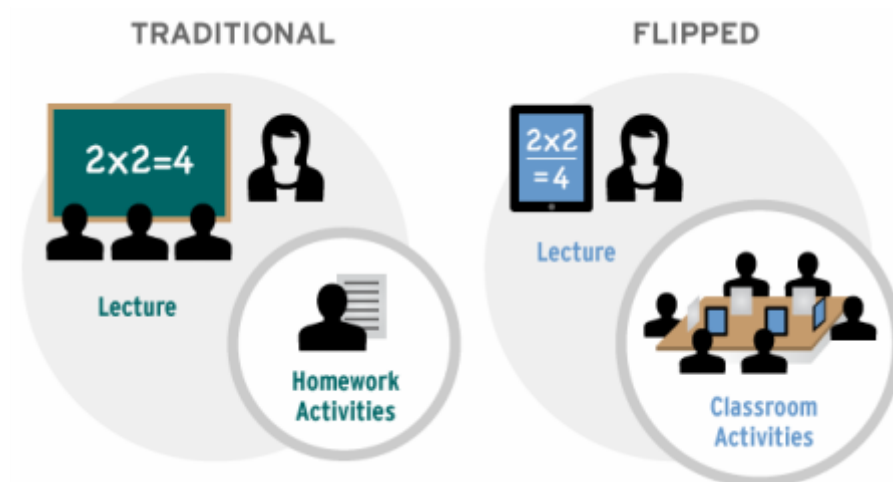 TRADITIONAL
2x2=4
Lecture
Homework
Activities
FLIPPED
2x2
=4
Lecture
Classroom
Activities